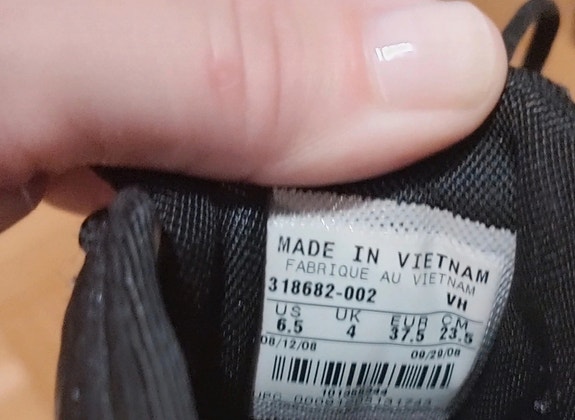 MADE IN VIETNAM
FABRIQUE AU VIETNAM
318682-002 VH
US UK EUR CM
6.5 4 37.5 23.5
08/12/08 09/29/08